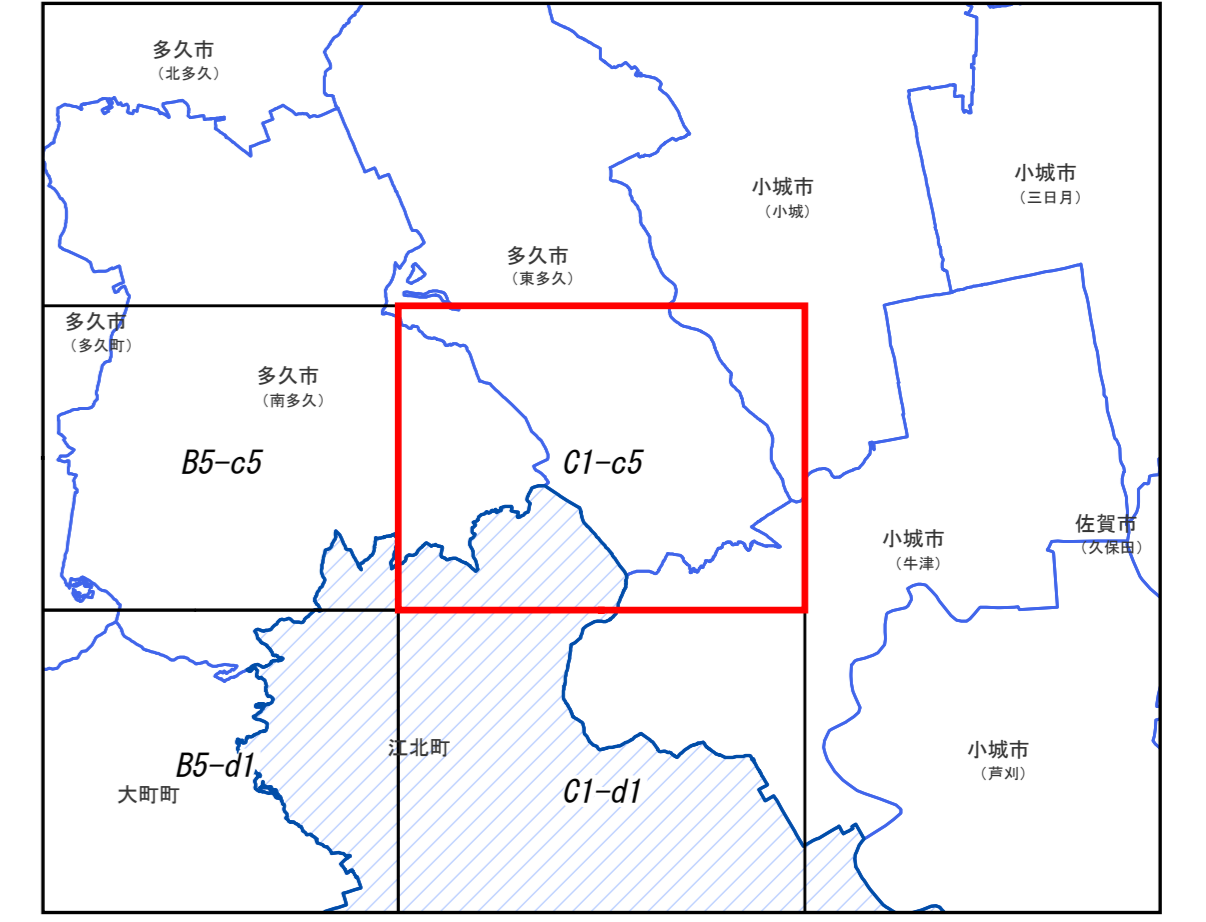 多久市
（北多久）
小城市
（三日月）
小城市
（小城）
多久市
（東多久）
多久市
（多久町）
多久市
（南多久）
B5-c5
C1-c5
佐賀市
（久保田）
小城市
（牛津）
江北町
小城市
（芦刈）
B5-d1
大町町
C1-d1